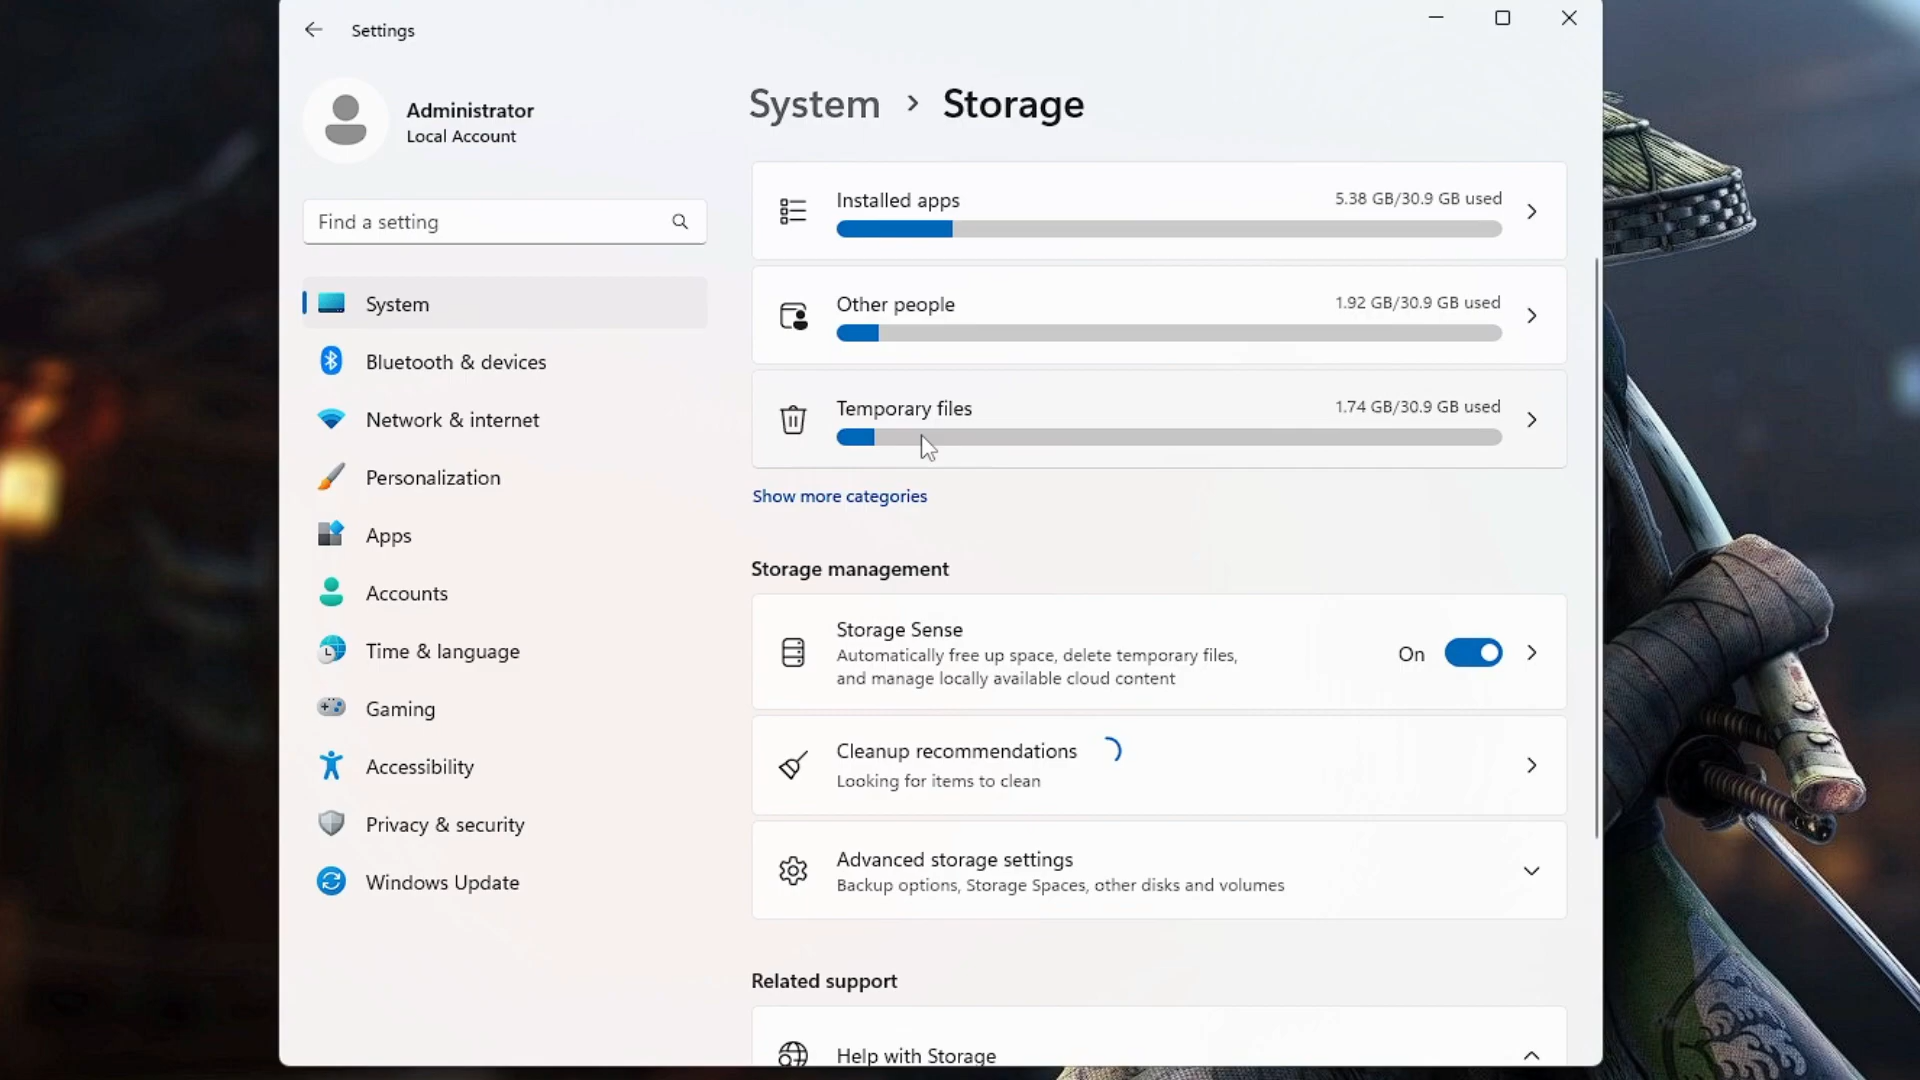 Settings
Administrator
Local Account
Find a setting
System
Bluetooth & devices
Network & internet
Personalization
Apps
Accounts
Time & language
Gaming
Accessibility
Privacy & security
Windows Update
System > Storage
Installed apps
5.38 GB/30.9 GB used
Other people
1.92 GB/30.9 GB used
Temporary files
1.74 GB/30.9 GB used
Show more categories
Storage management
Storage Sense
Automatically free up space, delete temporary files,
and manage locally available cloud content
On
Cleanup recommendations
Looking for items to clean
Advanced storage settings
Backup options, Storage Spaces, other disks and volumes
Related support
Help with Storage